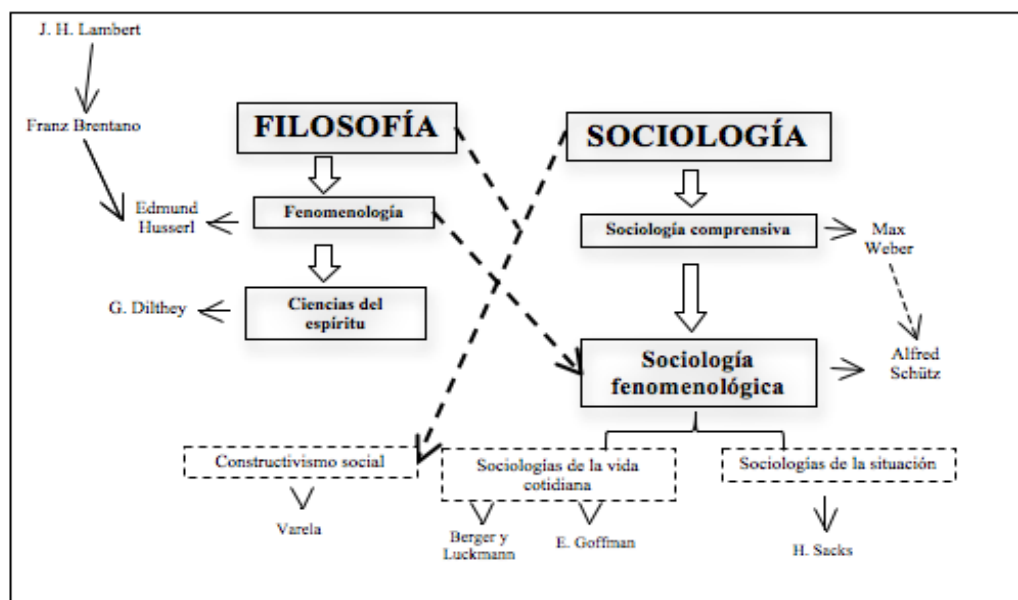 J. H. Lambert
Franz Brentano
FILOSOFÍA
SOCIOLOGÍA
Edmund
Husserl
Fenomenología
Sociología comprensiva
Max
Weber
G. Dilthey
Ciencias del
espíritu
Sociología
fenomenológica
Alfred
Schütz
Constructivismo social
Sociologías de la vida
cotidiana
Sociologías de la situación
Varela
Berger y
Luckmann
E. Goffman
H. Sacks